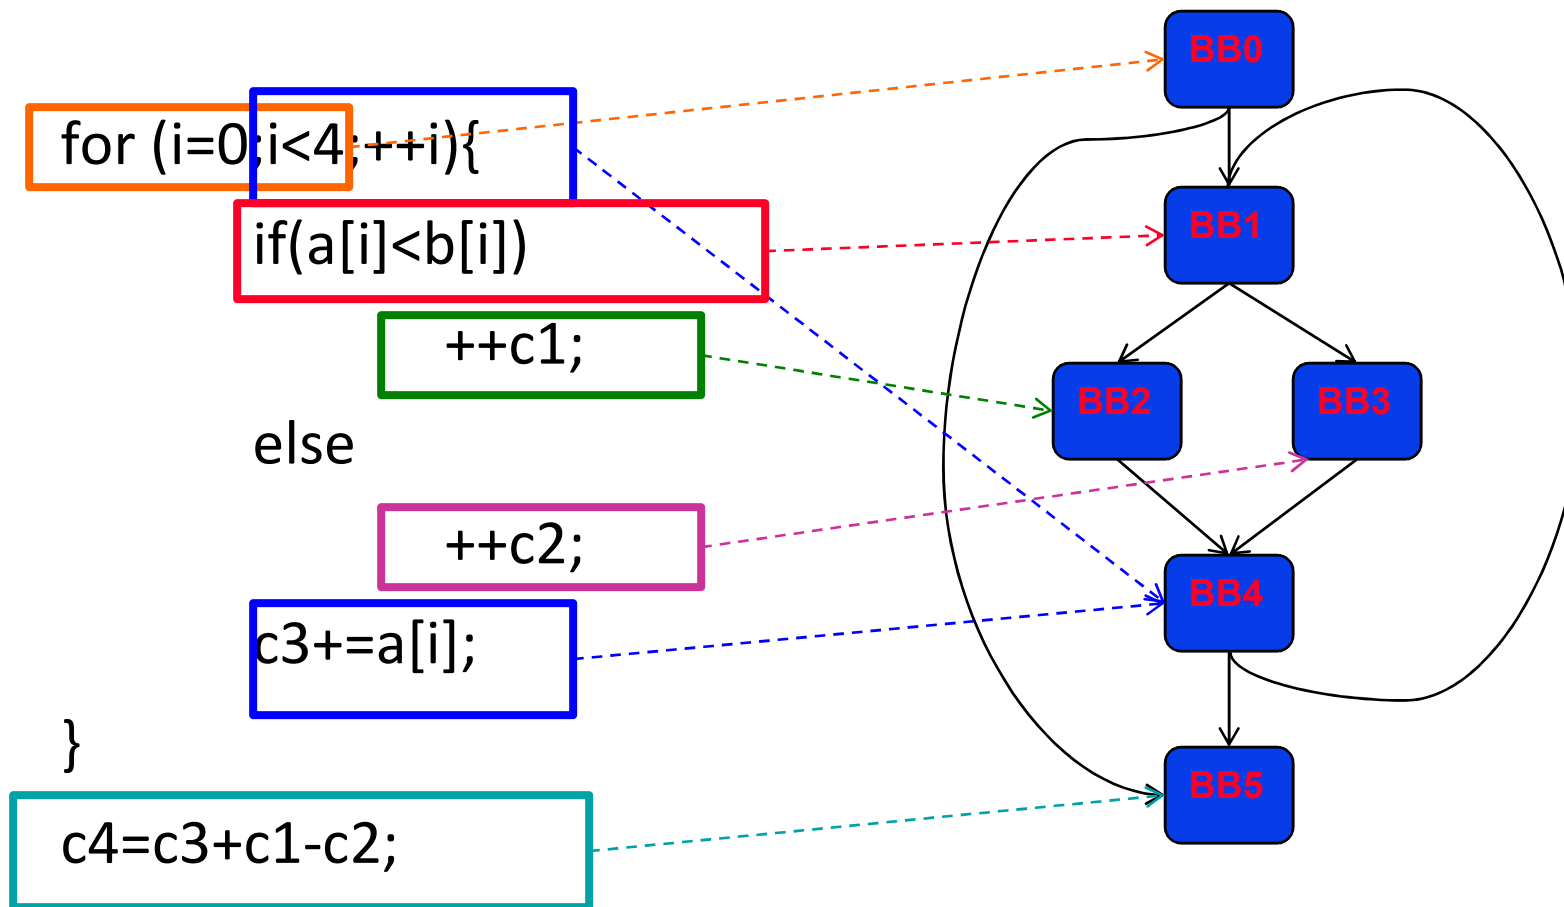 for (i=0;i<4;++i){
if(a[i]<b[i])
++c1;
else
++c2;
c3+=a[i];
}
c4=c3+c1-c2;
BB0
BB1
BB2
BB3
BB4
BB5